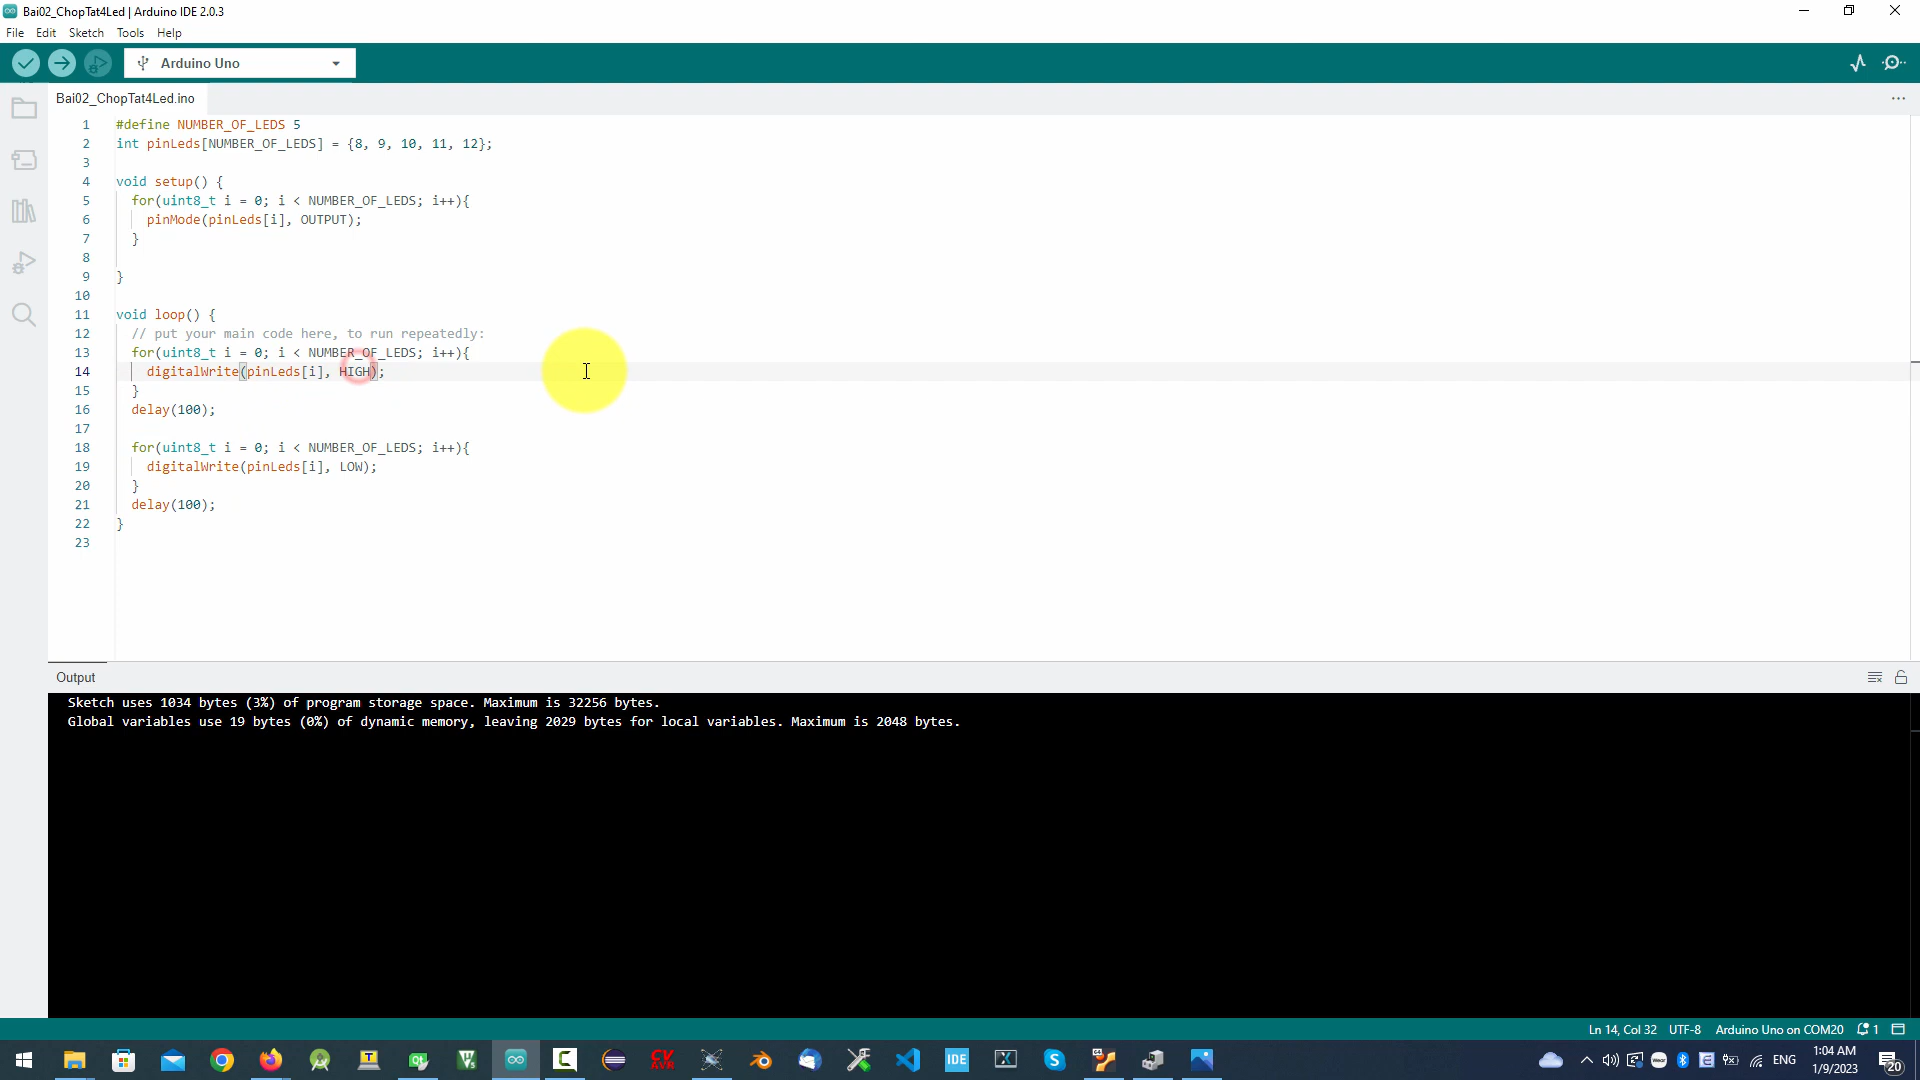 Bai02_ChopTat4Led | Arduino IDE 2.0.3
File Edit Sketch Tools Help
Arduino Uno
Bai02_ChopTat4Led.ino
1 #define NUMBER_OF_LEDS 5
2 int pinLeds[NUMBER_OF_LEDS] = {8, 9, 10, 11, 12};
3
4 void setup() {
5 for(uint8_t i = 0; i < NUMBER_OF_LEDS; i++){
6 pinMode(pinLeds[i], OUTPUT);
7 }
8
9 }
10
11 void loop() {
12 // put your main code here, to run repeatedly:
13 for(uint8_t i = 0; i < NUMBER_OF_LEDS; i++){
14 digitalWrite(pinLeds[i], HIGH);
15 }
16 delay(100);
17
18 for(uint8_t i = 0; i < NUMBER_OF_LEDS; i++){
19 digitalWrite(pinLeds[i], LOW);
20 }
21 delay(100);
22 }
23
Output
Sketch uses 1034 bytes (3%) of program storage space. Maximum is 32256 bytes.
Global variables use 19 bytes (0%) of dynamic memory, leaving 2029 bytes for local variables. Maximum is 2048 bytes.
Ln 14, Col 32 UTF-8 Arduino Uno on COM20 1
ENG
1:04 AM
1/9/2023
20
IDE
CV
AVR